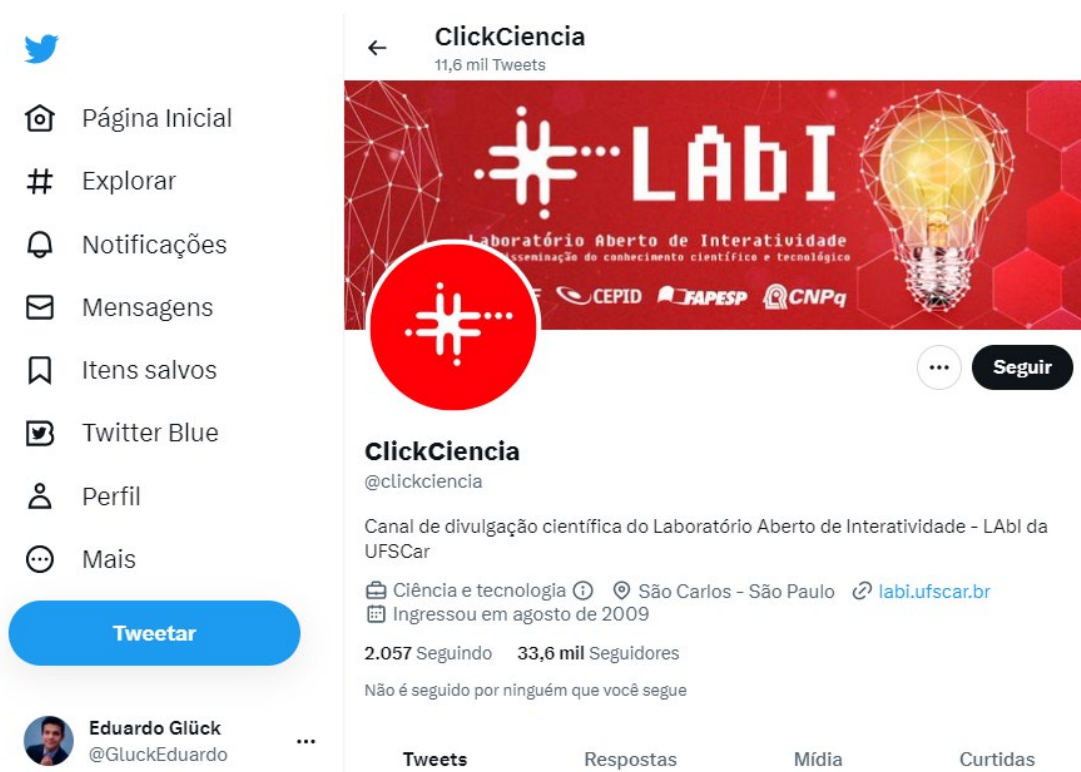 Página Inicial
Explorar
Notificações
Mensagens
Itens salvos
Twitter Blue
Perfil
Mais
Tweetar
Eduardo Glück
@GluckEduardo
ClickCiencia
11,6 mil Tweets
LAbI
Laboratório Aberto de Interatividade
do conhecimento científico e tecnológico
CEPID FAPESP CNPq
Seguir
ClickCiencia
@clickciencia
Canal de divulgação científica do Laboratório Aberto de Interatividade - LAbI da
UFSCar
Ciência e tecnologia São Carlos - São Paulo labi.ufscar.br
Ingressou em agosto de 2009
2.057 Seguindo 33,6 mil Seguidores
Não é seguido por ninguém que você segue
Tweets Respostas Mídia Curtidas